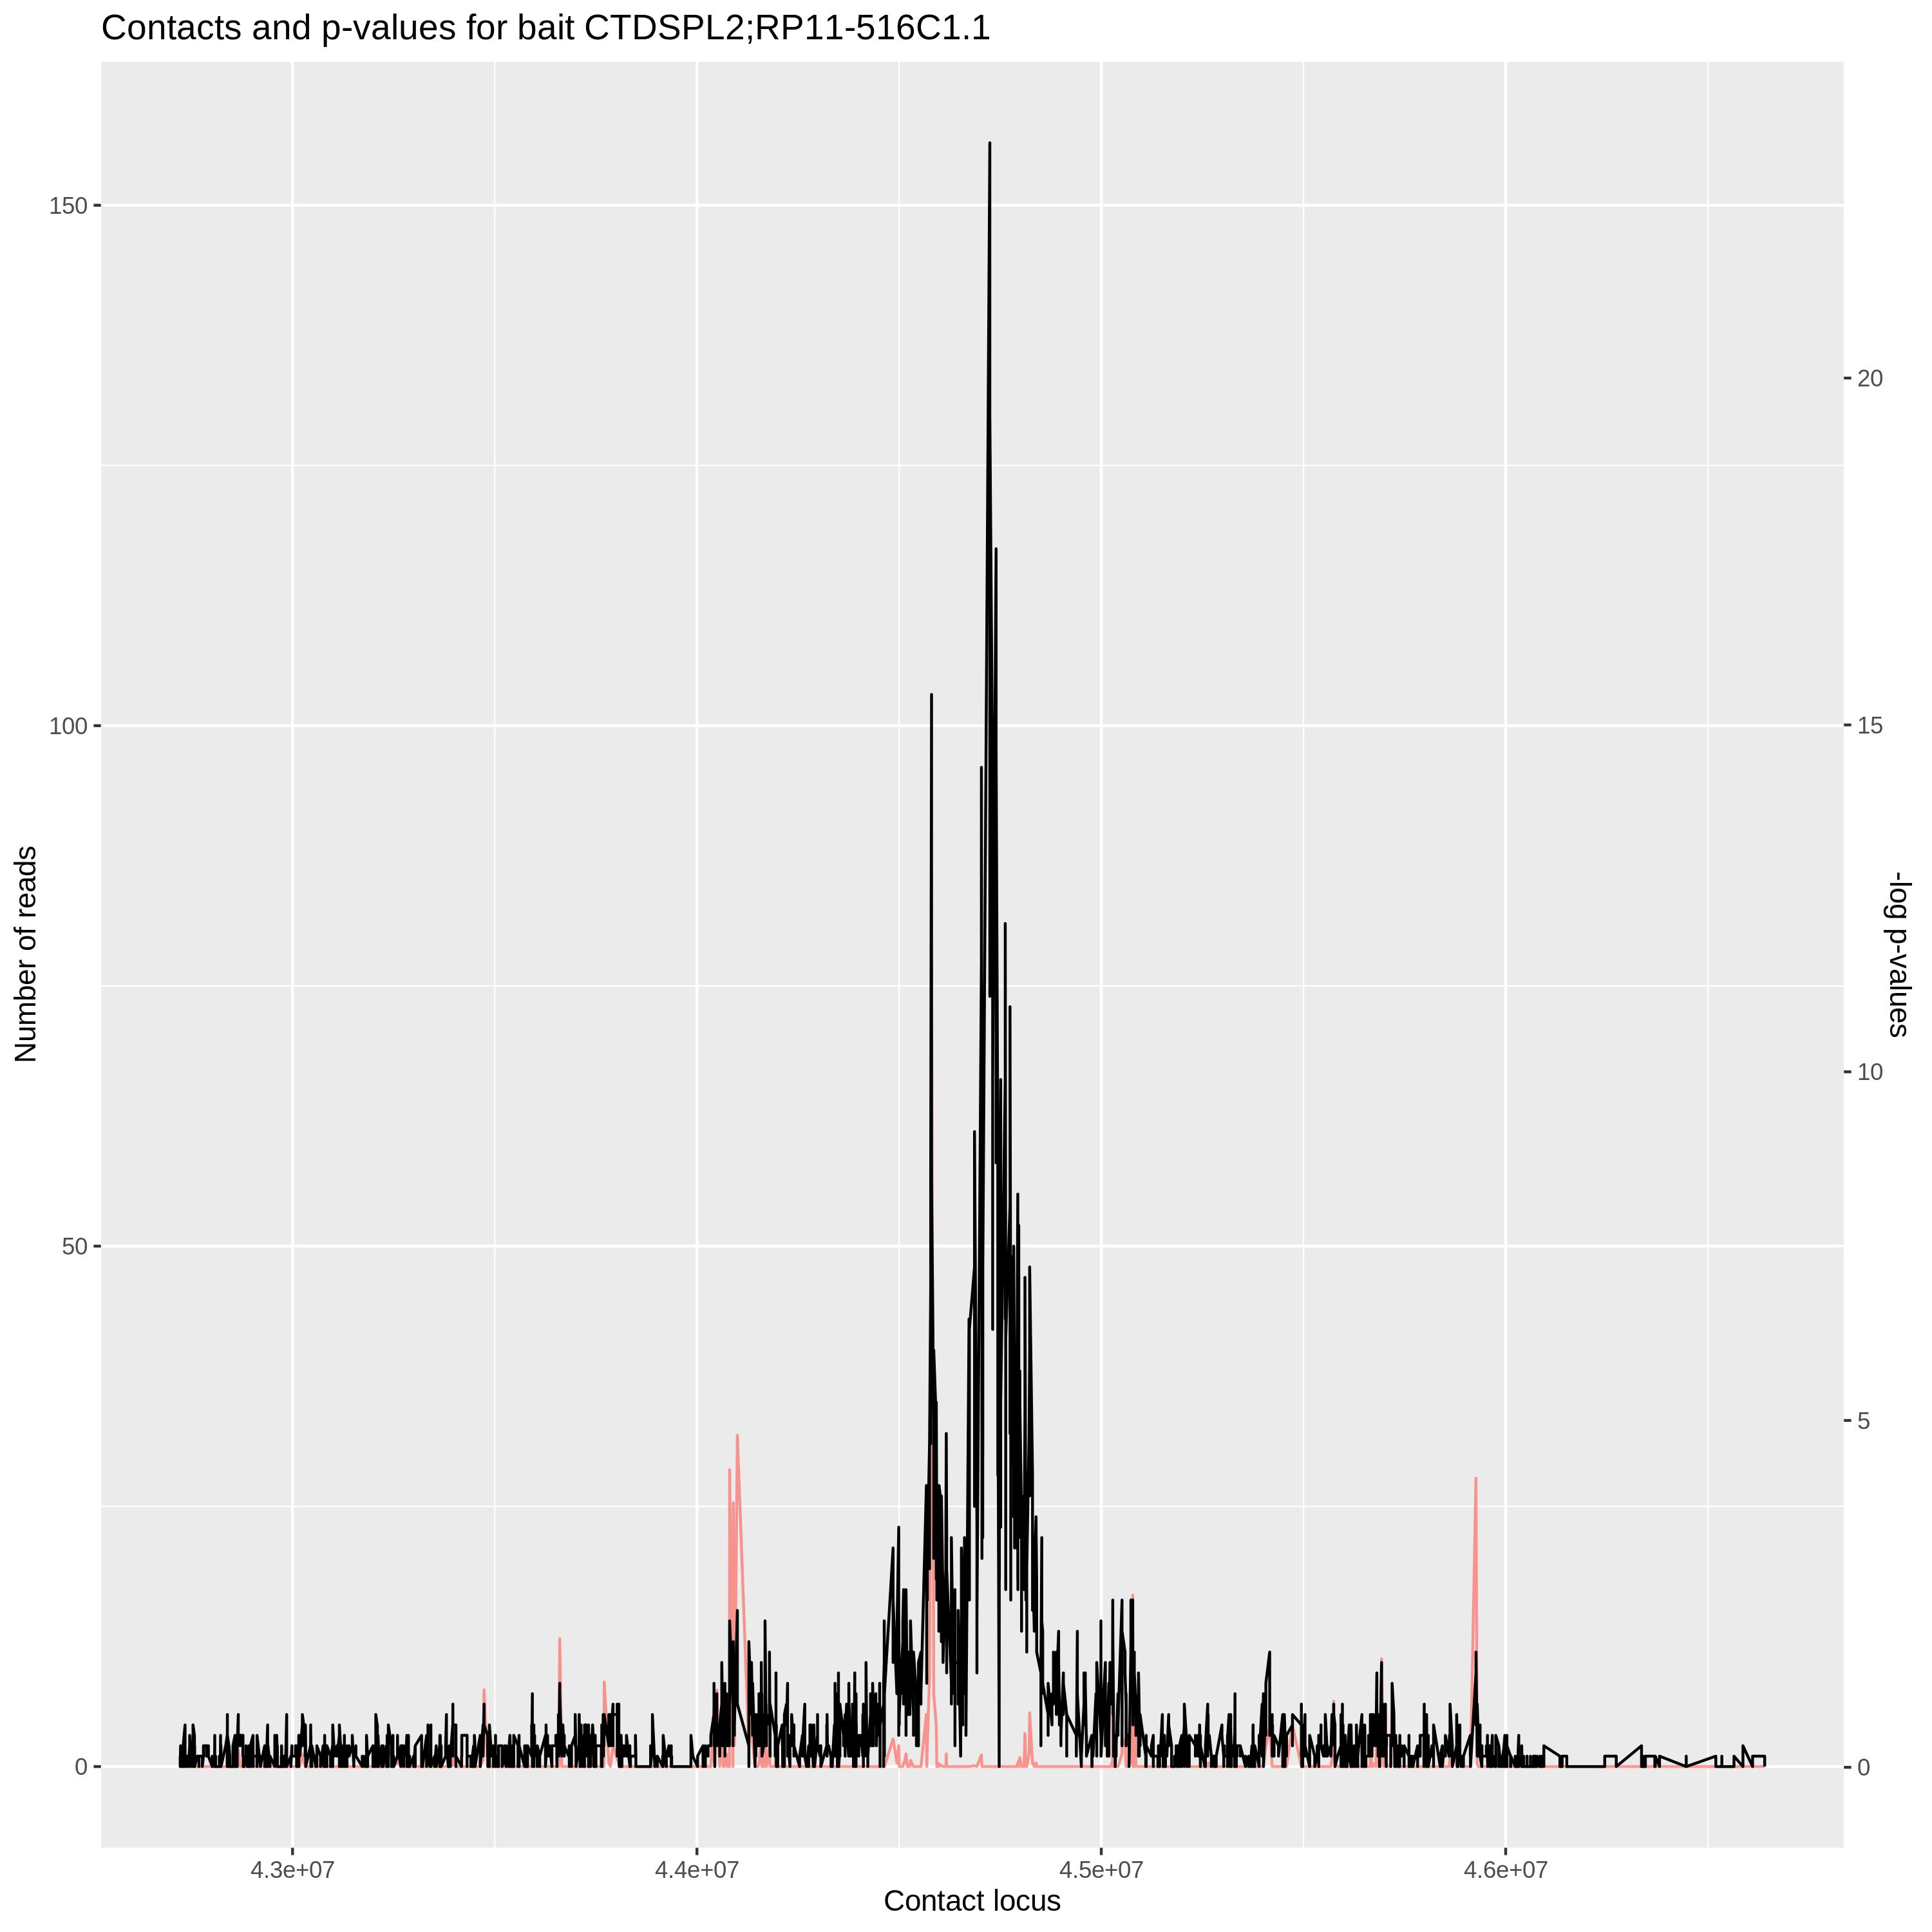 Contacts and p-values for bait CTDSPL2;RP11-516C1.1
150
100
50
0
Number of reads
20
15
10
5
0
-log p-values
4.3e+07
4.4e+07
4.5e+07
4.6e+07
Contact locus